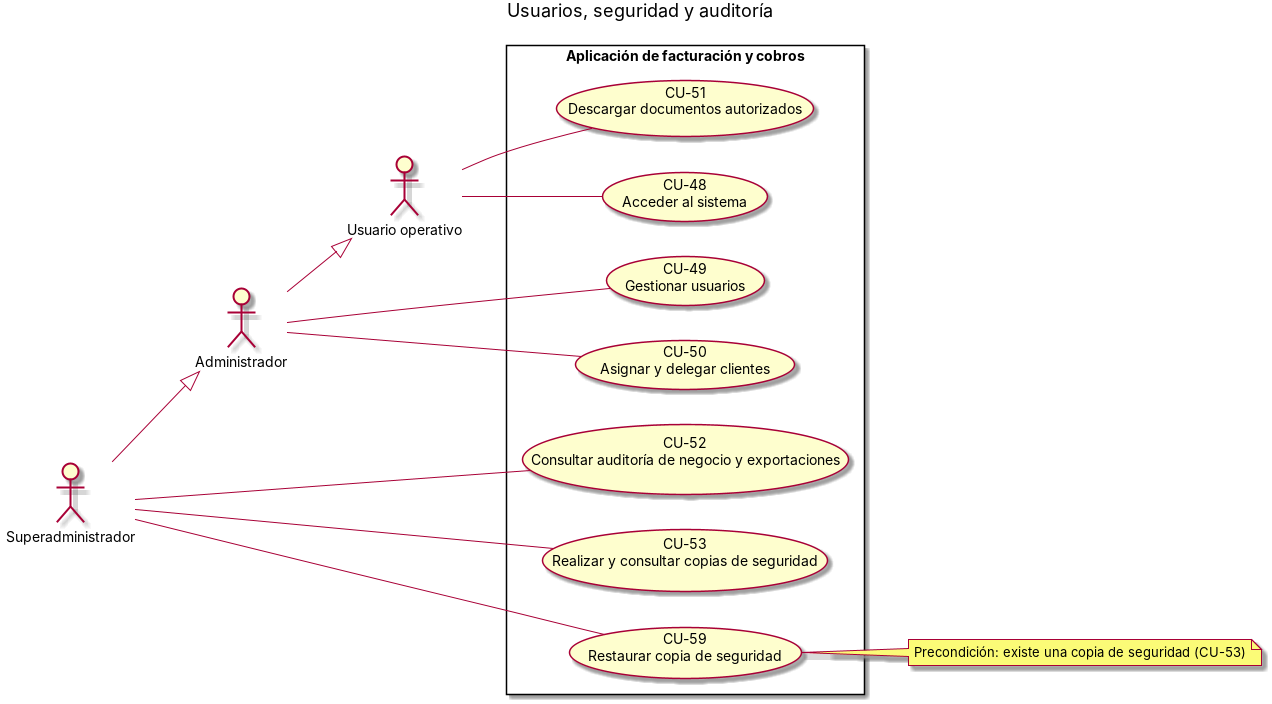 Usuarios, seguridad y auditoría
Aplicación de facturación y cobros
CU-51
Descargar documentos autorizados
CU-48
Acceder al sistema
Usuario operativo
CU-49
Gestionar usuarios
Administrador
CU-50
Asignar y delegar clientes
CU-52
Consultar auditoría de negocio y exportaciones
Superadministrador
CU-53
Realizar y consultar copias de seguridad
CU-59
Restaurar copia de seguridad
Precondición: existe una copia de seguridad (CU-53)